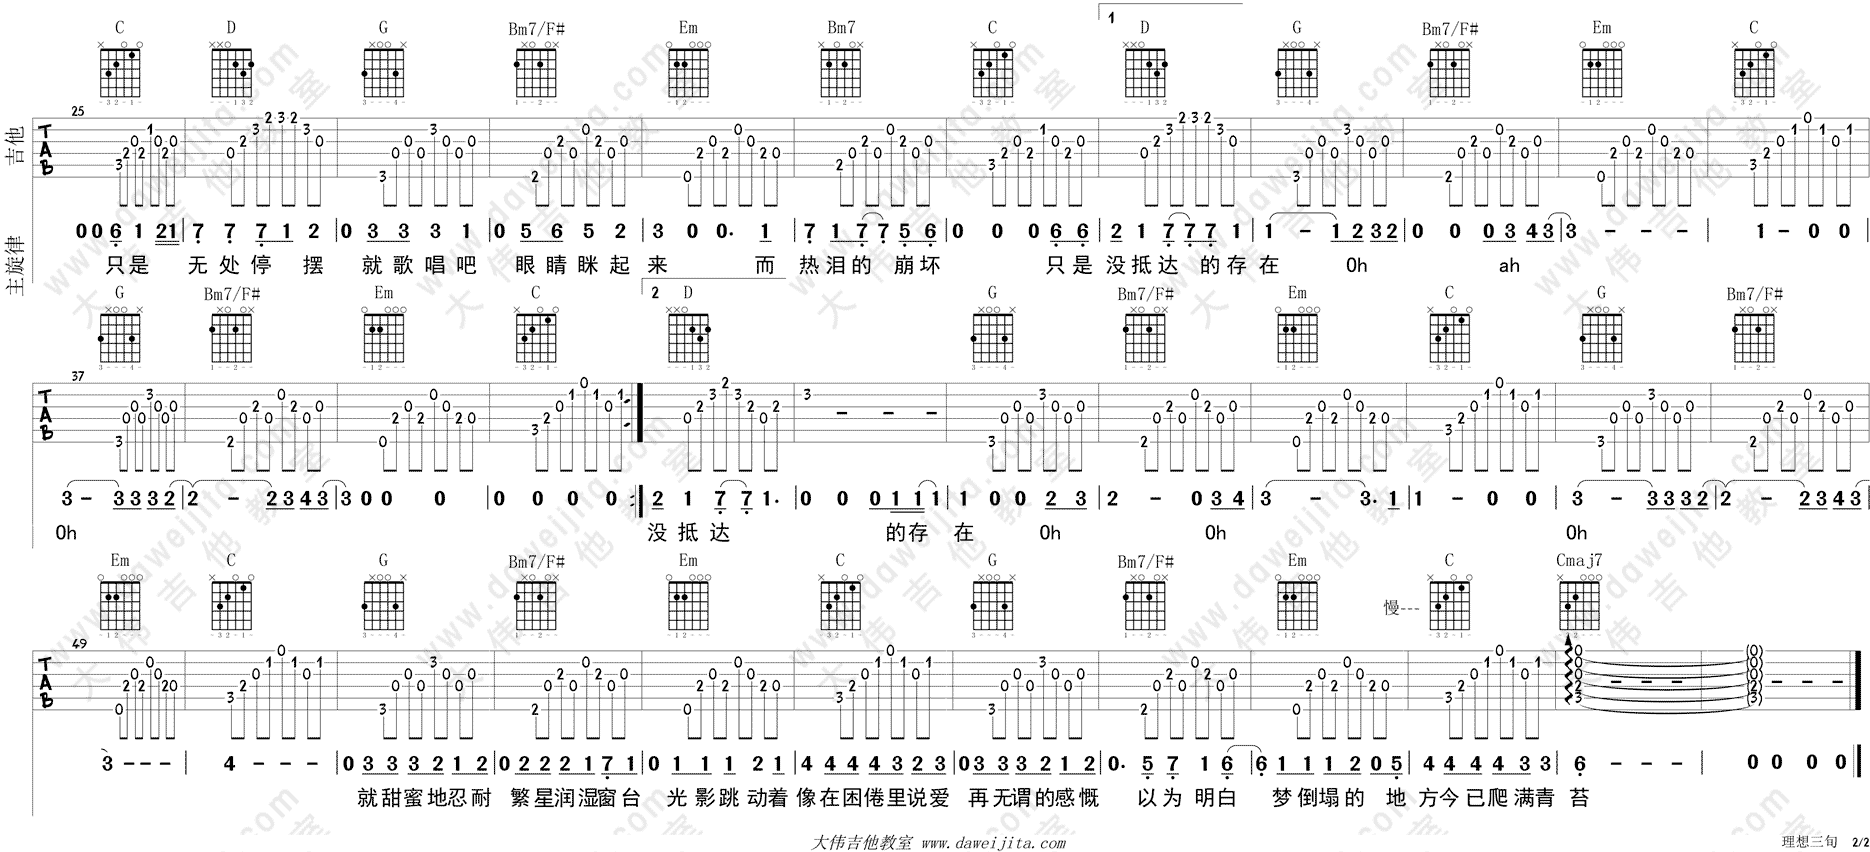 1
C D G Bm7/F# Em Bm7 C D G Bm7/F# Em C
25
吉他
TAB
主旋律
0 0 6 1 21 7 7 7 1 2 0 3 3 3 1 0 5 6 5 2 3 0 0. 1 7 1 7 7 5 6 0 0 0 6 6 2 1 7 7 7 1 1 - 1 2 3 2 0 0 0 3 4 3 3 - - - 1 - 0 0
只是 无处停 摆 就歌唱吧 眼睛眯起来 而 热泪的 崩坏 只是没抵达的存在 Oh ah
2
G Bm7/F# Em C D G Bm7/F# Em C G Bm7/F#
37
TAB
3 - 3 3 3 2 2 - 2 3 4 3 3 0 0 0 0 0 0 0 2 1 7 7 1. 0 0 0 1 1 1 1 0 0 2 3 2 - 0 3 4 3 - 3. 1 1 - 0 0 3 - 3 3 3 2 2 - 2 3 4 3
Oh 没抵达 的存 在 Oh Oh Oh
Em C G Bm7/F# Em C G Bm7/F# Em 慢--- C Cmaj7
49
TAB
3 - - - 4 - - - 0 3 3 3 2 1 2 0 2 2 2 1 7 1 0 1 1 1 2 1 4 4 4 4 3 2 3 0 3 3 3 2 1 2 0. 5 7 1 6 6 1 1 1 2 0 5 4 4 4 4 3 3 6 - - - 0 0 0 0
就甜蜜地忍耐 繁星润湿窗台 光影跳动着 像在困倦里说爱 再无谓的感慨 以为 明白 梦倒塌的 地 方今已爬满青 苔
大伟吉他教室 www.daweijita.com
理想三旬 2/2